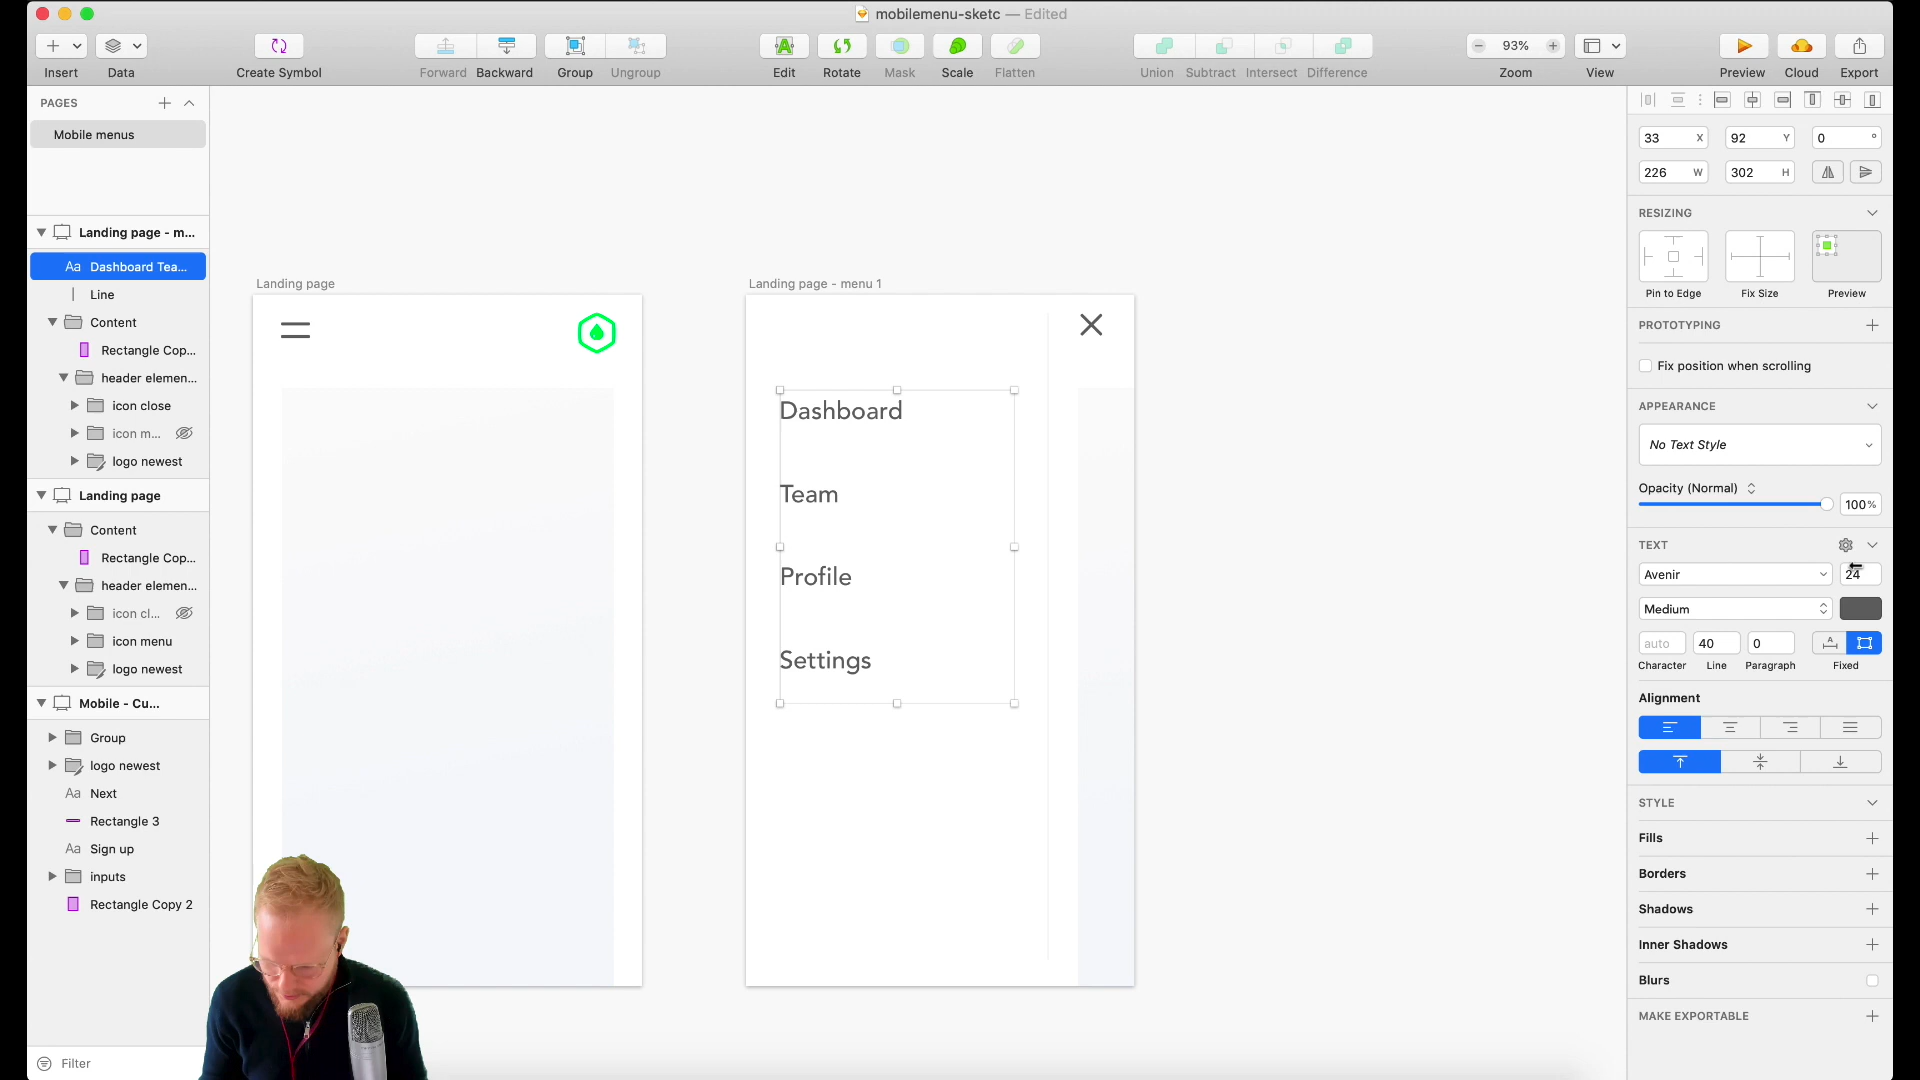 mobilemenu-sketc — Edited
Insert
Data
Create Symbol
Forward
Backward
Group
Ungroup
Edit
Rotate
Mask
Scale
Flatten
Union
Subtract
Intersect
Difference
93%
Zoom
View
Preview
Cloud
Export
PAGES
Mobile menus
Landing page - m...
Aa Dashboard Tea...
Line
Content
Rectangle Cop...
header elemen...
icon close
icon m...
logo newest
Landing page
Content
Rectangle Cop...
header elemen...
icon cl...
icon menu
logo newest
Mobile - Cu...
Group
logo newest
Aa Next
Rectangle 3
Aa Sign up
inputs
Rectangle Copy 2
Filter
Landing page
Landing page - menu 1
Dashboard
Team
Profile
Settings
33 X
92 Y
0 °
226 W
302 H
RESIZING
Pin to Edge
Fix Size
Preview
PROTOTYPING
Fix position when scrolling
APPEARANCE
No Text Style
Opacity (Normal)
100%
TEXT
Avenir
24
Medium
auto
40
0
A
Character
Line
Paragraph
Fixed
Alignment
STYLE
Fills
Borders
Shadows
Inner Shadows
Blurs
MAKE EXPORTABLE